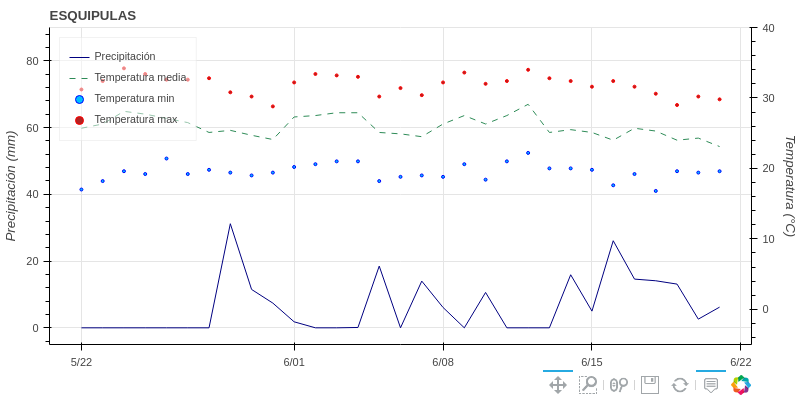 ESQUIPULAS
Precipitación
Temperatura media
Temperatura min
Temperatura max
Precipitación (mm)
80
60
40
20
0
Temperatura (°C)
40
30
20
10
0
5/22
6/01
6/08
6/15
6/22